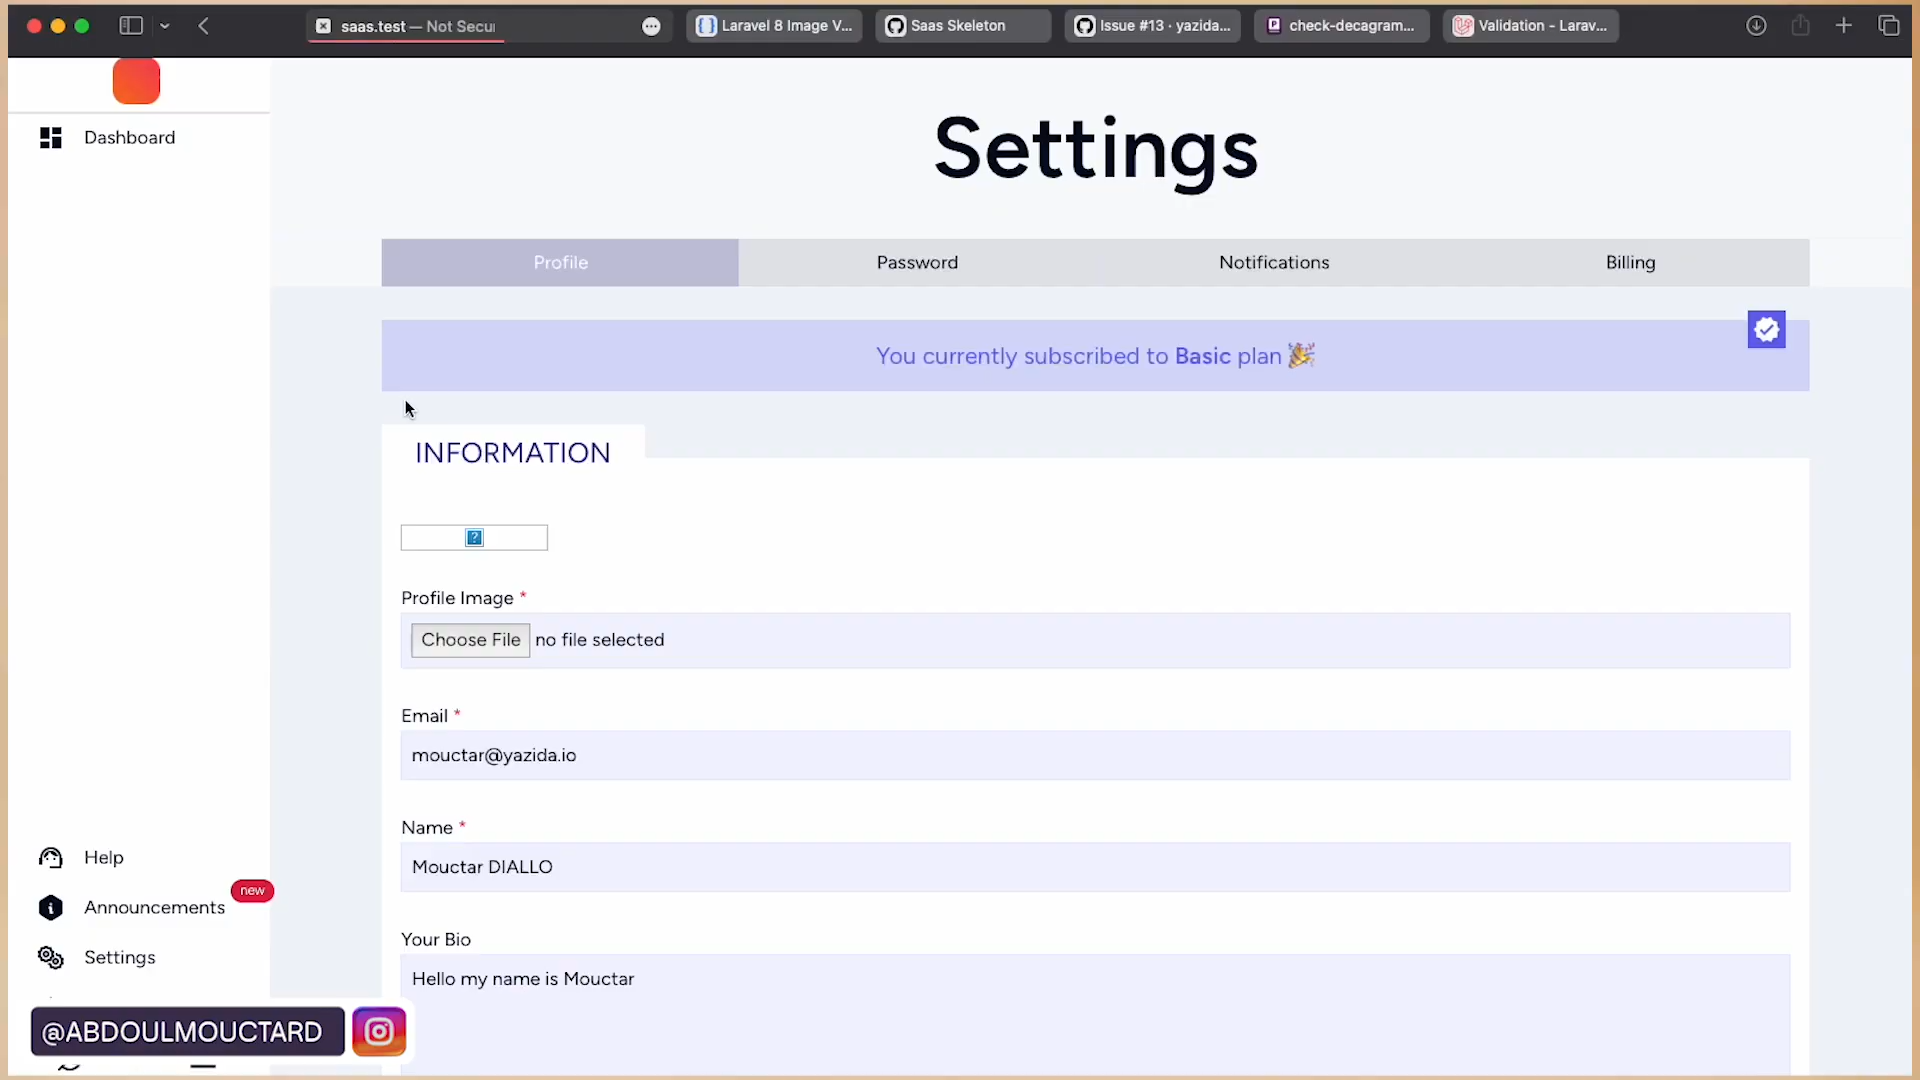 saas.test — Not Secu
Laravel 8 Image V...
Saas Skeleton
Issue #13 · yazida...
check-decagram...
Validation - Larav...
Dashboard
Settings
Profile
Password
Notifications
Billing
You currently subscribed to Basic plan 🎉
INFORMATION
Profile Image *
Choose File no file selected
Email *
mouctar@yazida.io
Name *
Mouctar DIALLO
Your Bio
Hello my name is Mouctar
Help
new
Announcements
Settings
@ABDOULMOUCTARD